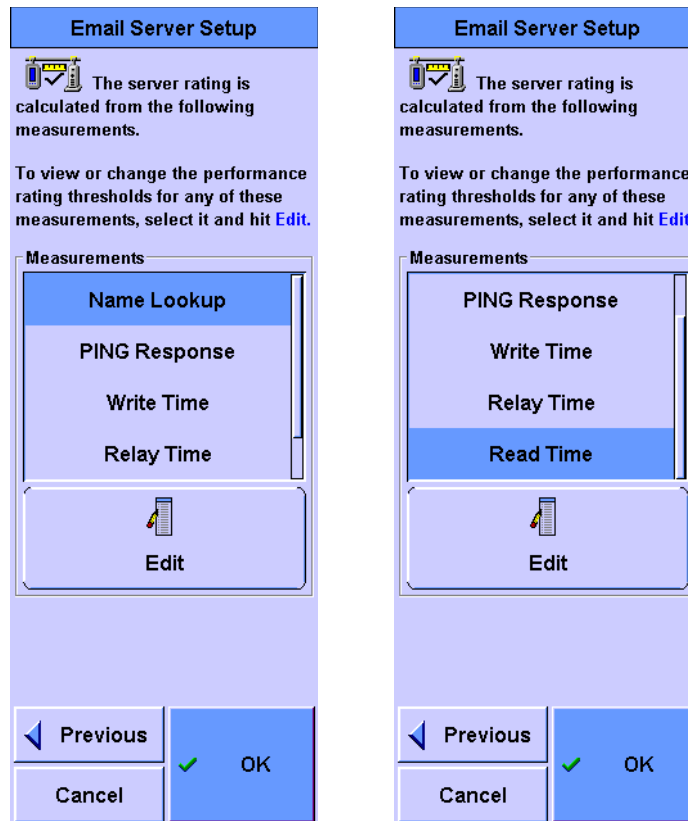 Email Server Setup
The server rating is
calculated from the following
measurements.
To view or change the performance
rating thresholds for any of these
measurements, select it and hit Edit.
Measurements
Name Lookup
PING Response
Write Time
Relay Time
Edit
Previous
OK
Cancel
Email Server Setup
The server rating is
calculated from the following
measurements.
To view or change the performance
rating thresholds for any of these
measurements, select it and hit Edit
Measurements
PING Response
Write Time
Relay Time
Read Time
Edit
Previous
OK
Cancel